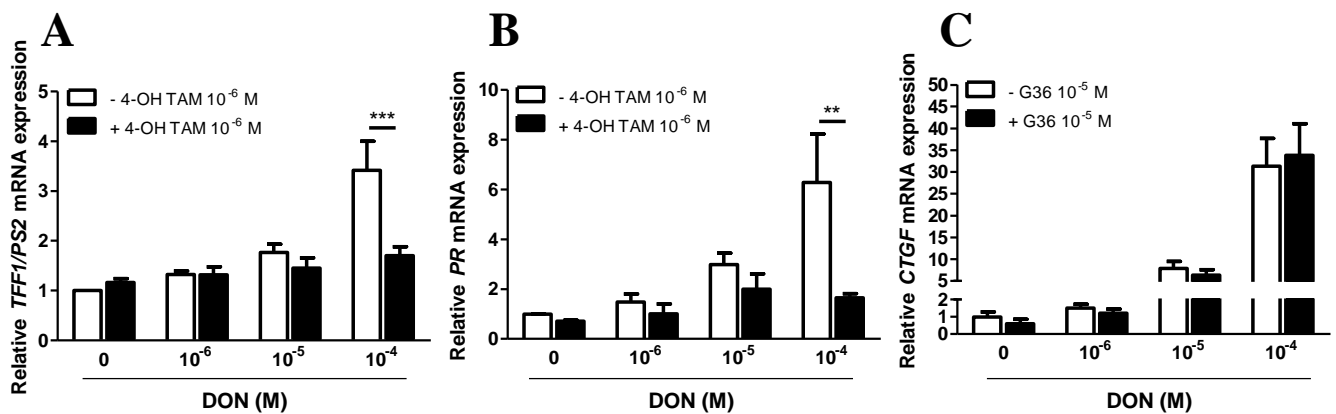 A
Relative TFF1/PS2 mRNA expression
5
4
3
2
1
0
- 4-OH TAM 10⁻⁶ M
+ 4-OH TAM 10⁻⁶ M
***
0 10⁻⁶ 10⁻⁵ 10⁻⁴
DON (M)
B
Relative PR mRNA expression
10
8
6
4
2
0
- 4-OH TAM 10⁻⁶ M
+ 4-OH TAM 10⁻⁶ M
**
0 10⁻⁶ 10⁻⁵ 10⁻⁴
DON (M)
C
Relative CTGF mRNA expression
50
45
40
35
30
25
20
15
10
5
2
1
0
- G36 10⁻⁵ M
+ G36 10⁻⁵ M
0 10⁻⁶ 10⁻⁵ 10⁻⁴
DON (M)